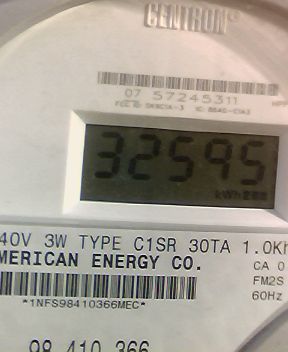 CENTRON®
07 57245311
32595
kWh
40V 3W TYPE C1SR 30TA 1.0Kh
MERICAN ENERGY CO.
CA 0
FM2S
60Hz
*1NFS98410366MEC*
98 410 366